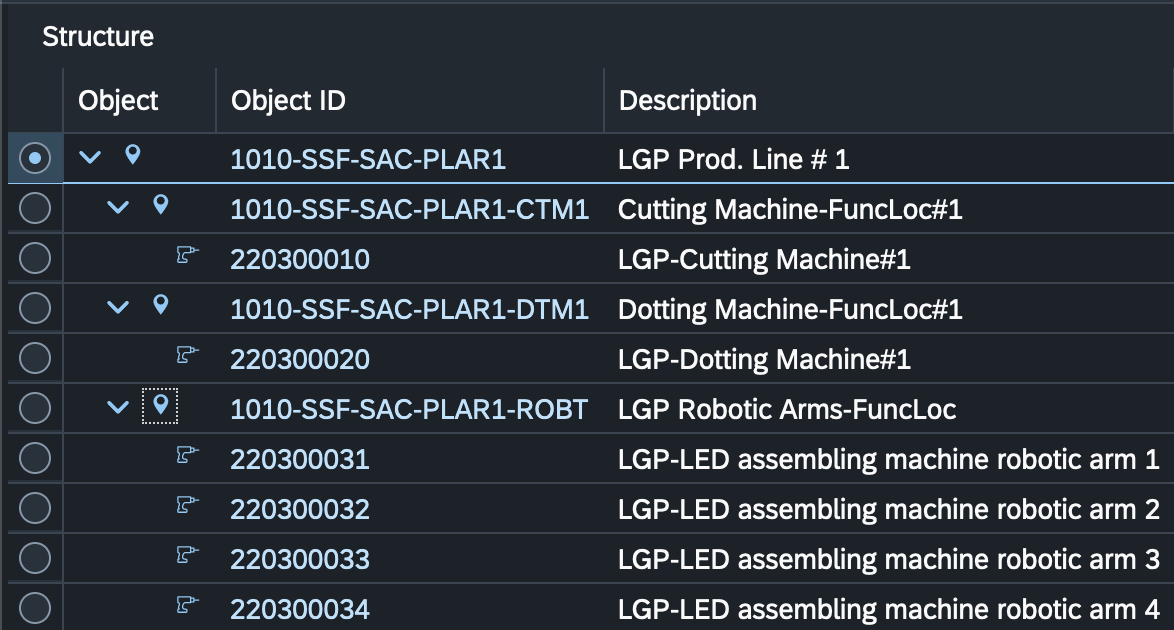 Structure
Object Object ID Description
1010-SSF-SAC-PLAR1 LGP Prod. Line # 1
1010-SSF-SAC-PLAR1-CTM1 Cutting Machine-FuncLoc#1
220300010 LGP-Cutting Machine#1
1010-SSF-SAC-PLAR1-DTM1 Dotting Machine-FuncLoc#1
220300020 LGP-Dotting Machine#1
1010-SSF-SAC-PLAR1-ROBT LGP Robotic Arms-FuncLoc
220300031 LGP-LED assembling machine robotic arm 1
220300032 LGP-LED assembling machine robotic arm 2
220300033 LGP-LED assembling machine robotic arm 3
220300034 LGP-LED assembling machine robotic arm 4